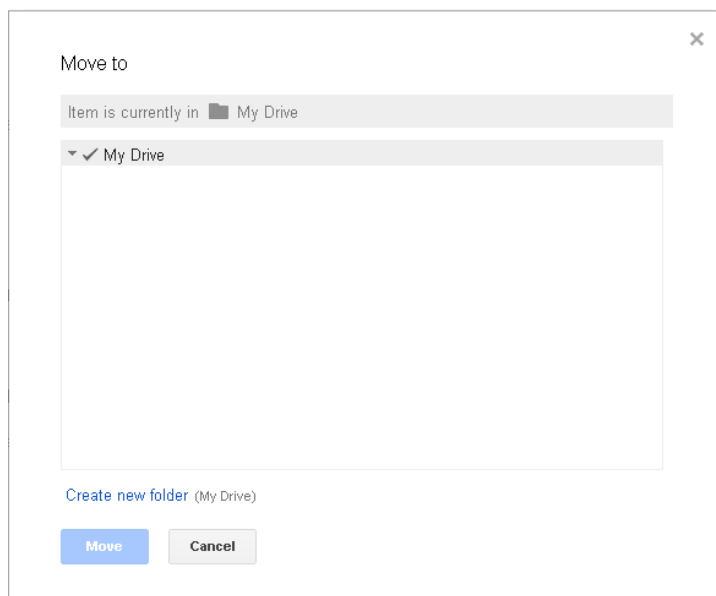 Move to
Item is currently in My Drive
My Drive
Create new folder (My Drive)
Move Cancel